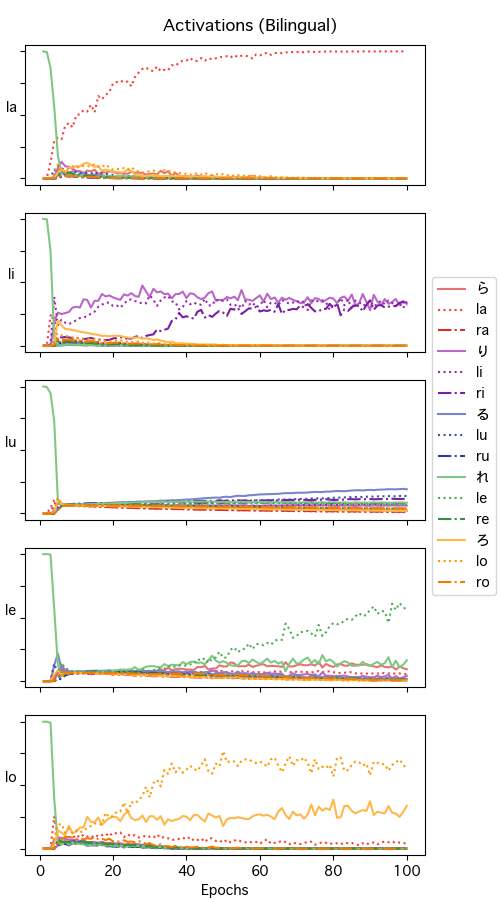 Activations (Bilingual)
la
li
lu
le
lo
0 20 40 60 80 100
Epochs
ら
la
ra
り
li
ri
る
lu
ru
れ
le
re
ろ
lo
ro